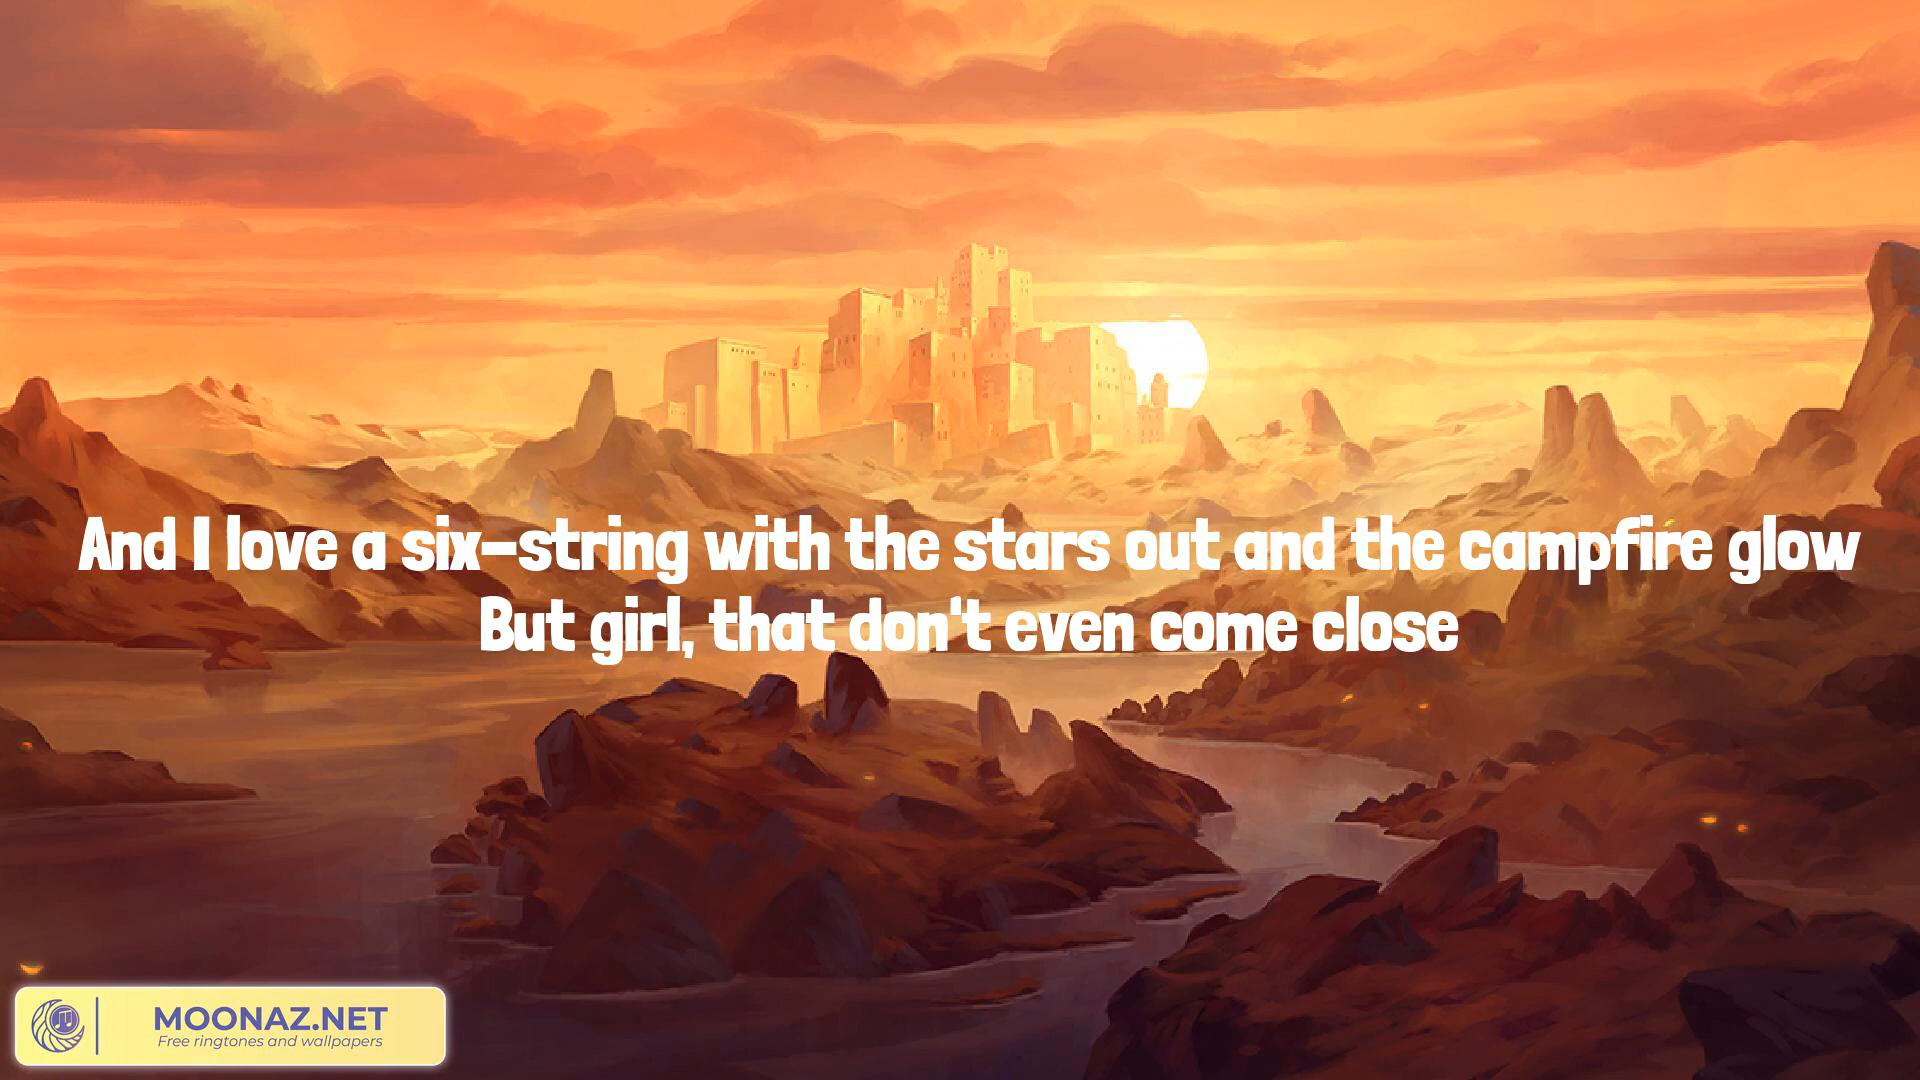 And I love a six-string with the stars out and the campfire glow
But girl, that don't even come close
MOONAZ.NET
Free ringtones and wallpapers